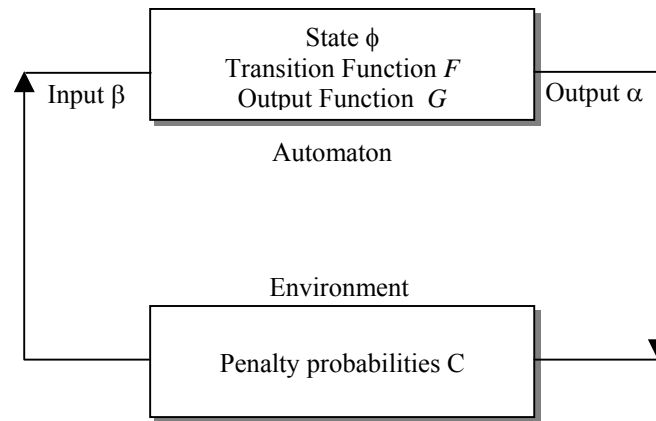 State ϕ
Transition Function F
Output Function G
Input β
Output α
Automaton
Environment
Penalty probabilities C